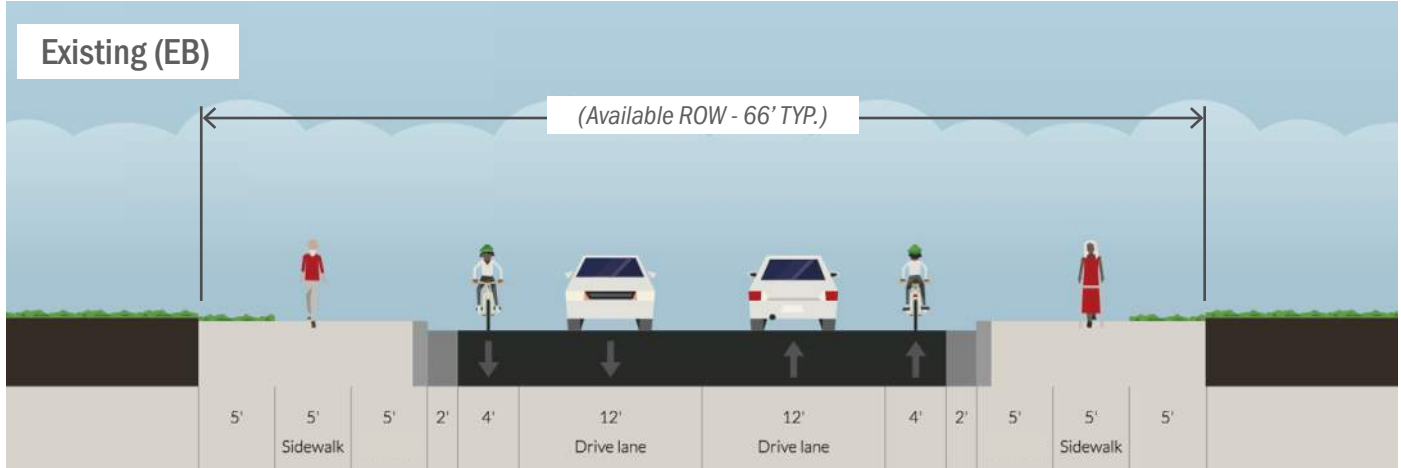 Existing (EB)
(Available ROW - 66' TYP.)
5' 5' 5' 2' 4' 12' 12' 4' 2' 5' 5' 5'
Sidewalk Drive lane Drive lane Sidewalk